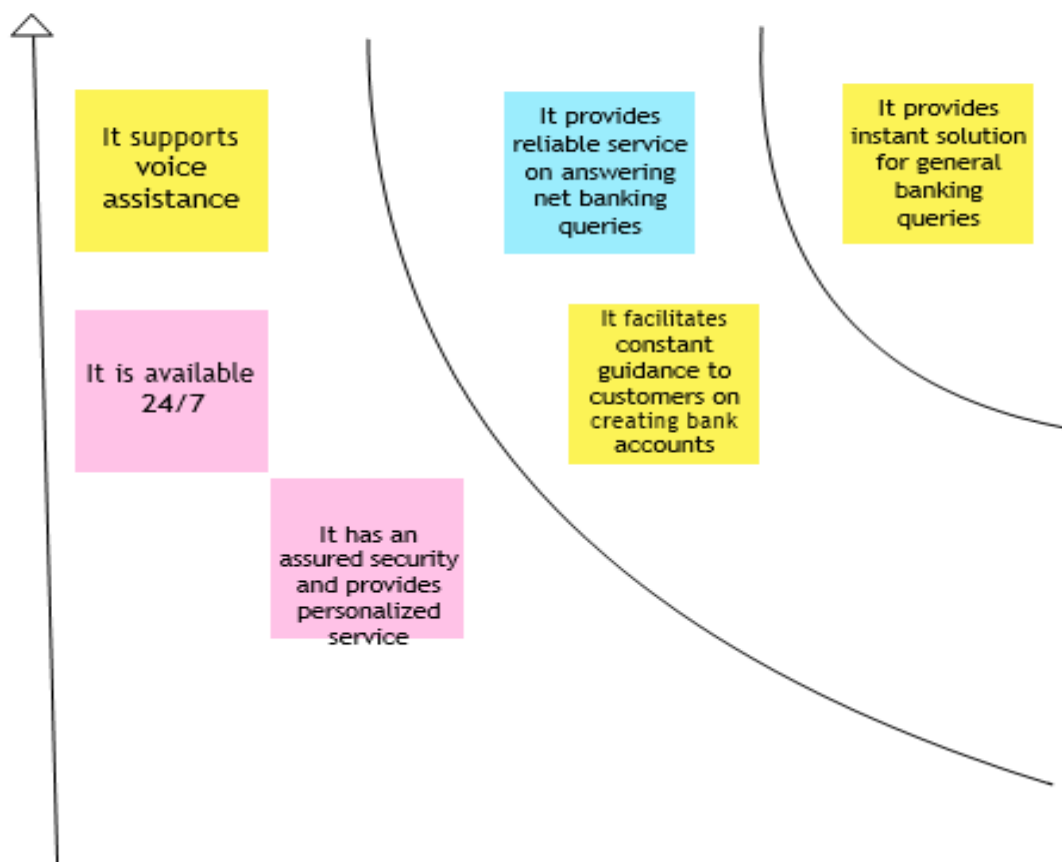 It supports
voice
assistance
It provides
reliable service
on answering
net banking
queries
It provides
instant solution
for general
banking
queries
It is available
24/7
It facilitates
constant
guidance to
customers on
creating bank
accounts
It has an
assured security
and provides
personalized
service